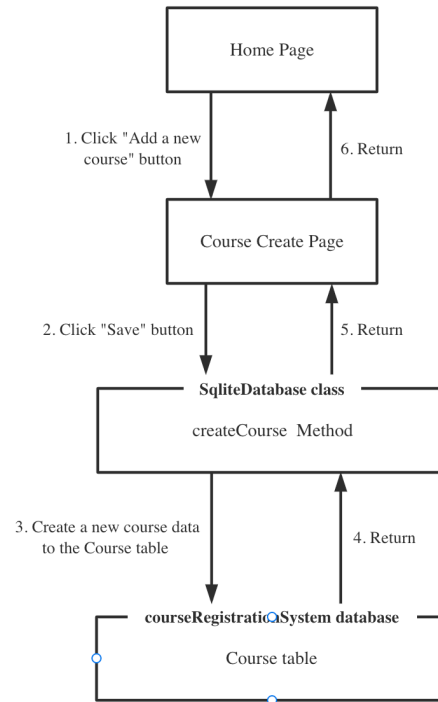 Home Page
1. Click "Add a new
course" button
6. Return
Course Create Page
2. Click "Save" button
5. Return
SqliteDatabase class
createCourse Method
3. Create a new course data
to the Course table
4. Return
courseRegistrationSystem database
Course table